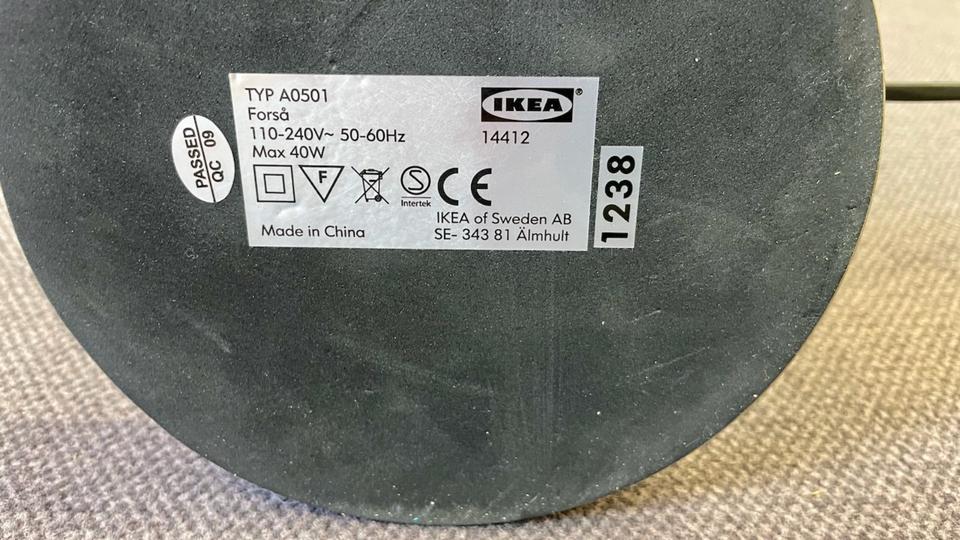 TYP A0501
Forså
110-240V~ 50-60Hz
Max 40W
IKEA®
14412
F
S
Intertek
CE
IKEA of Sweden AB
SE- 343 81 Älmhult
Made in China
PASSED
QC 09
1238